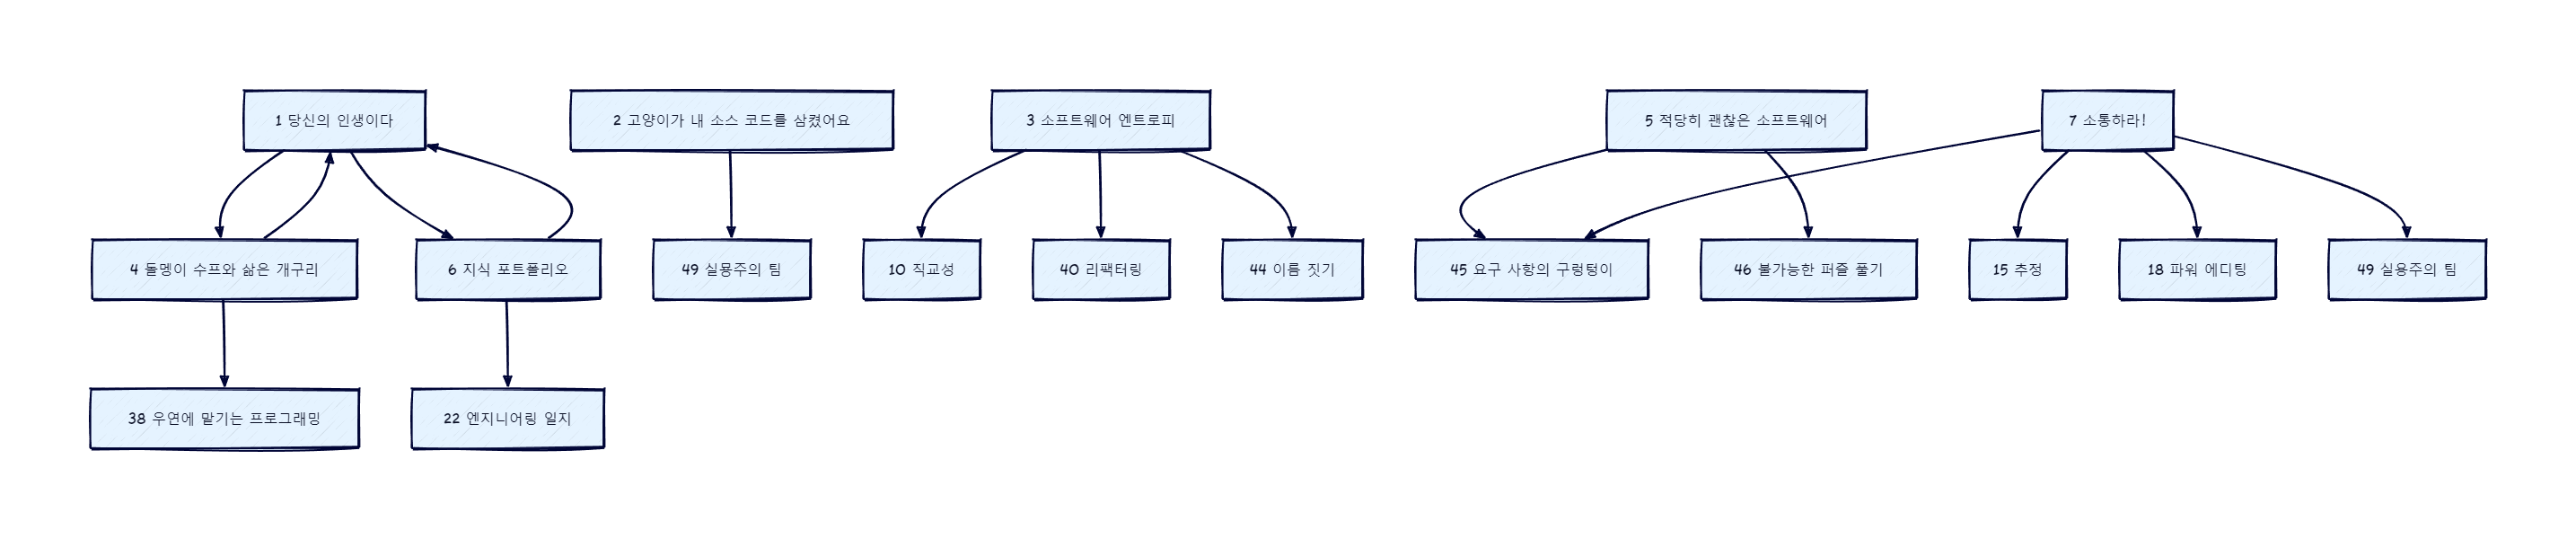 1 당신의 인생이다
2 고양이가 내 소스 코드를 삼켰어요
3 소프트웨어 엔트로피
5 적당히 괜찮은 소프트웨어
7 소통하라!
4 돌멩이 수프와 삶은 개구리
6 지식 포트폴리오
49 실용주의 팀
10 직교성
40 리팩터링
44 이름 짓기
45 요구 사항의 구렁텅이
46 불가능한 퍼즐 풀기
15 추정
18 파워 에디팅
49 실용주의 팀
38 우연에 맡기는 프로그래밍
22 엔지니어링 일지